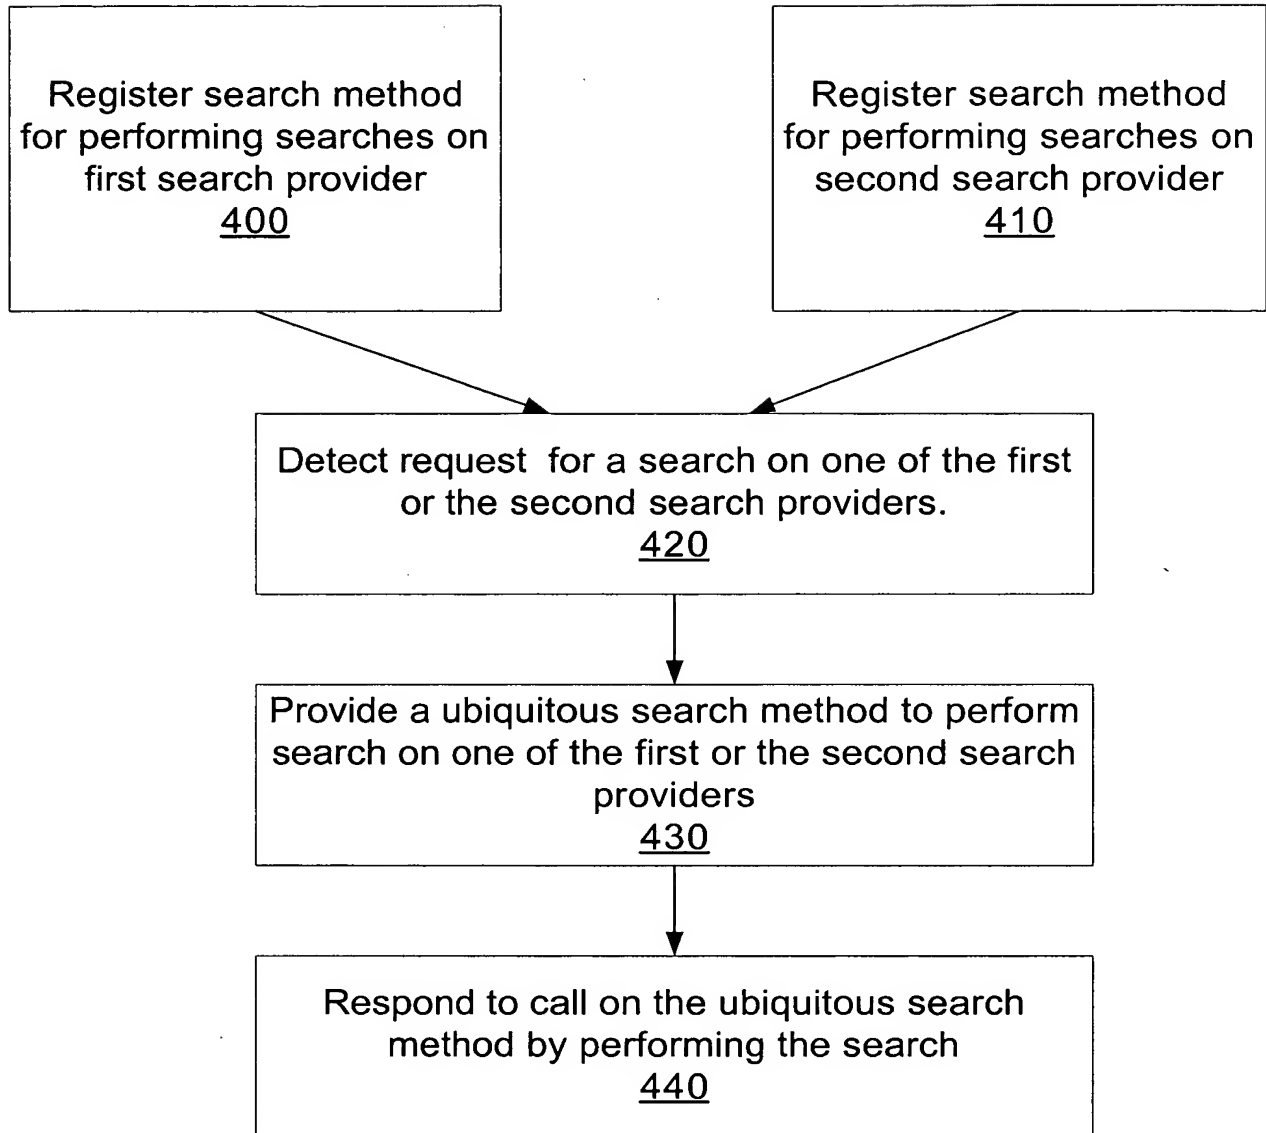 Register search method
for performing searches on
first search provider
400
Register search method
for performing searches on
second search provider
410
Detect request for a search on one of the first
or the second search providers.
420
Provide a ubiquitous search method to perform
search on one of the first or the second search
providers
430
Respond to call on the ubiquitous search
method by performing the search
440